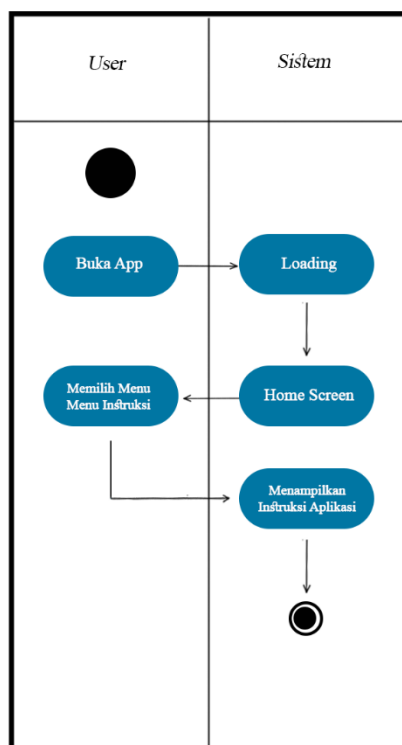 User
Sistem
Buka App
Loading
Memilih Menu
Menu Instruksi
Home Screen
Menampilkan
Instruksi Aplikasi